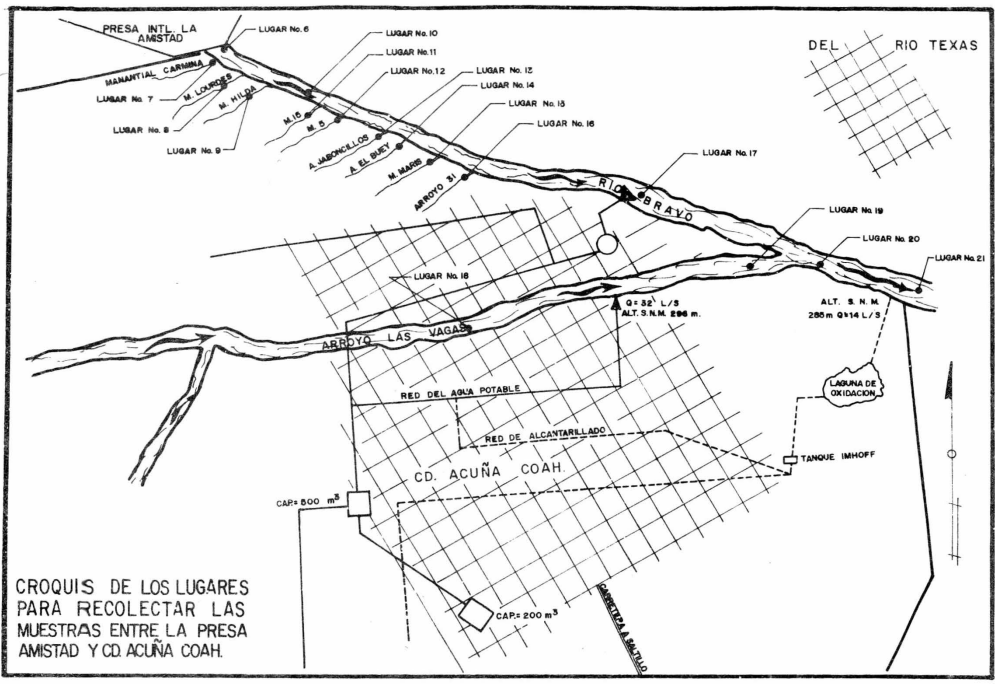 PRESA INTL. LA
AMISTAD
LUGAR No. 6
LUGAR No. 10
LUGAR No. 11
LUGAR No. 12
LUGAR No. 13
LUGAR No. 14
LUGAR No. 15
LUGAR No. 16
DEL RIO TEXAS
MANANTIAL CARMINA
LUGAR No. 7
M. LOURDES
LUGAR No. 8
M. HILDA
LUGAR No. 9
M. 15
M. 5
A. JABONCILLOS
A. EL BUEY
M. MARIS
ARROYO 31
LUGAR No. 17
RIO BRAVO
LUGAR No. 19
LUGAR No. 20
LUGAR No. 21
LUGAR No. 18
Q= 32 L/S
ALT. S.N.M. 296 m.
ALT. S. N. M.
285 m Q=14 L/S
ARROYO LAS VAGAS
RED DEL AGUA POTABLE
LAGUNA DE
OXIDACION
RED DE ALCANTARILLADO
TANQUE IMHOFF
CD. ACUÑA COAH.
CAP.= 500 m³
CAP.= 200 m³
CARRETERA A SALTILLO
CROQUIS DE LOS LUGARES
PARA RECOLECTAR LAS
MUESTRAS ENTRE LA PRESA
AMISTAD Y CD. ACUÑA COAH.